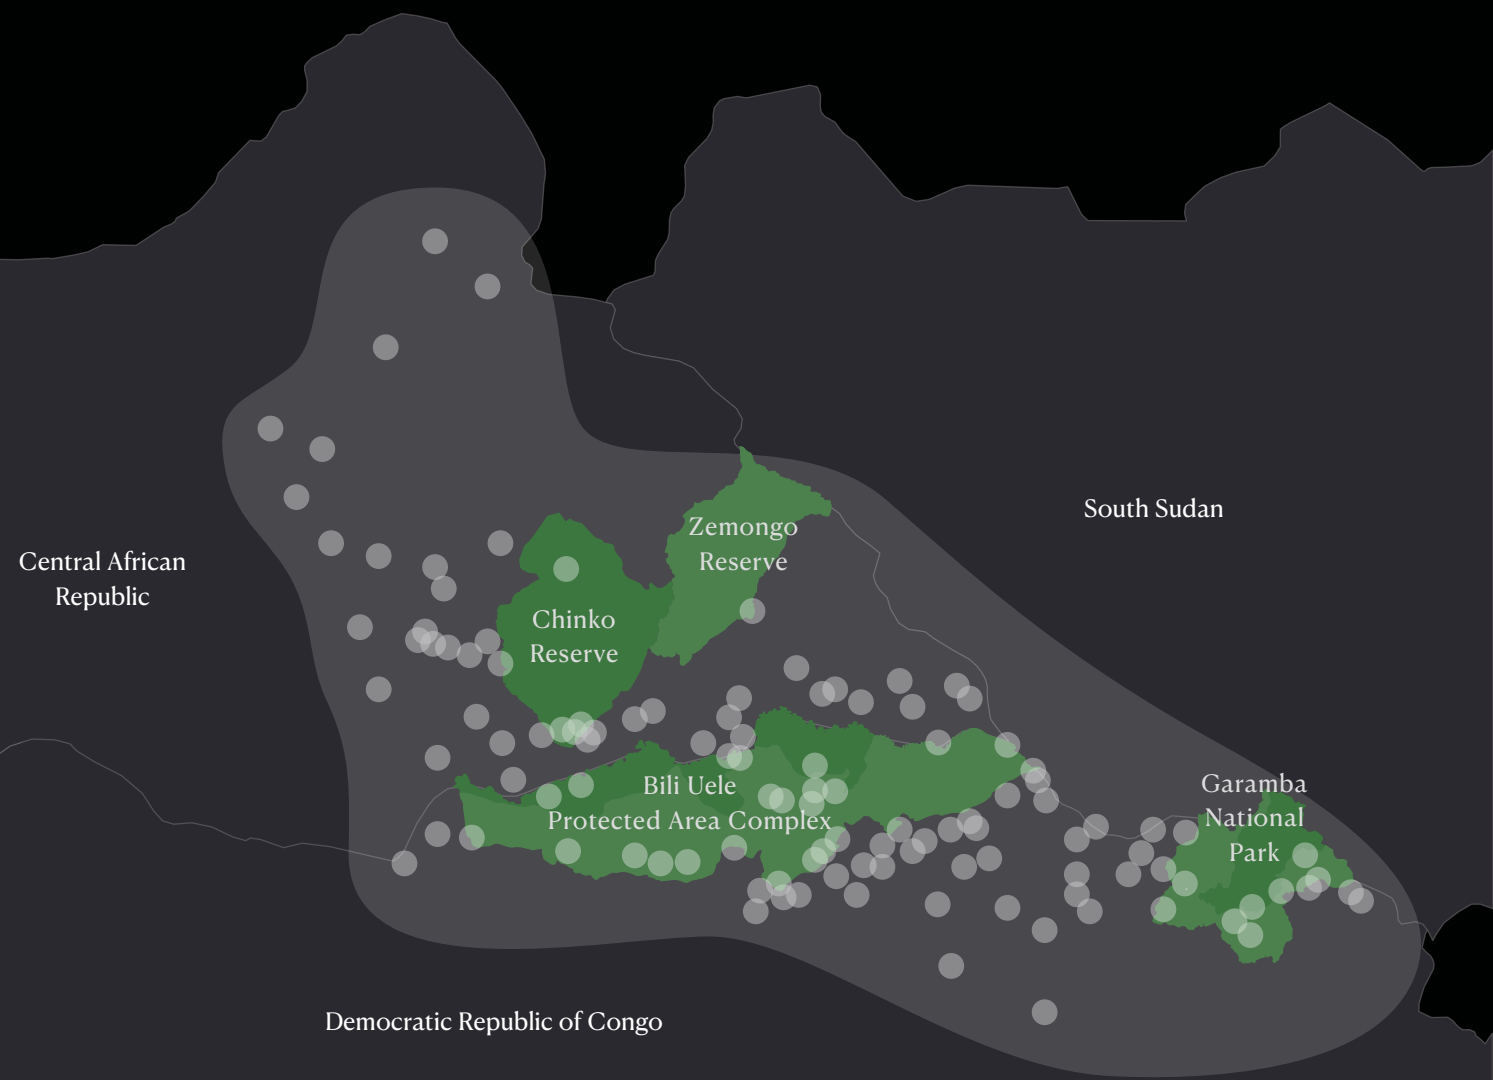 South Sudan
Zemongo
Reserve
Central African
Republic
Chinko
Reserve
Bili Uele
Protected Area Complex
Garamba
National
Park
Democratic Republic of Congo